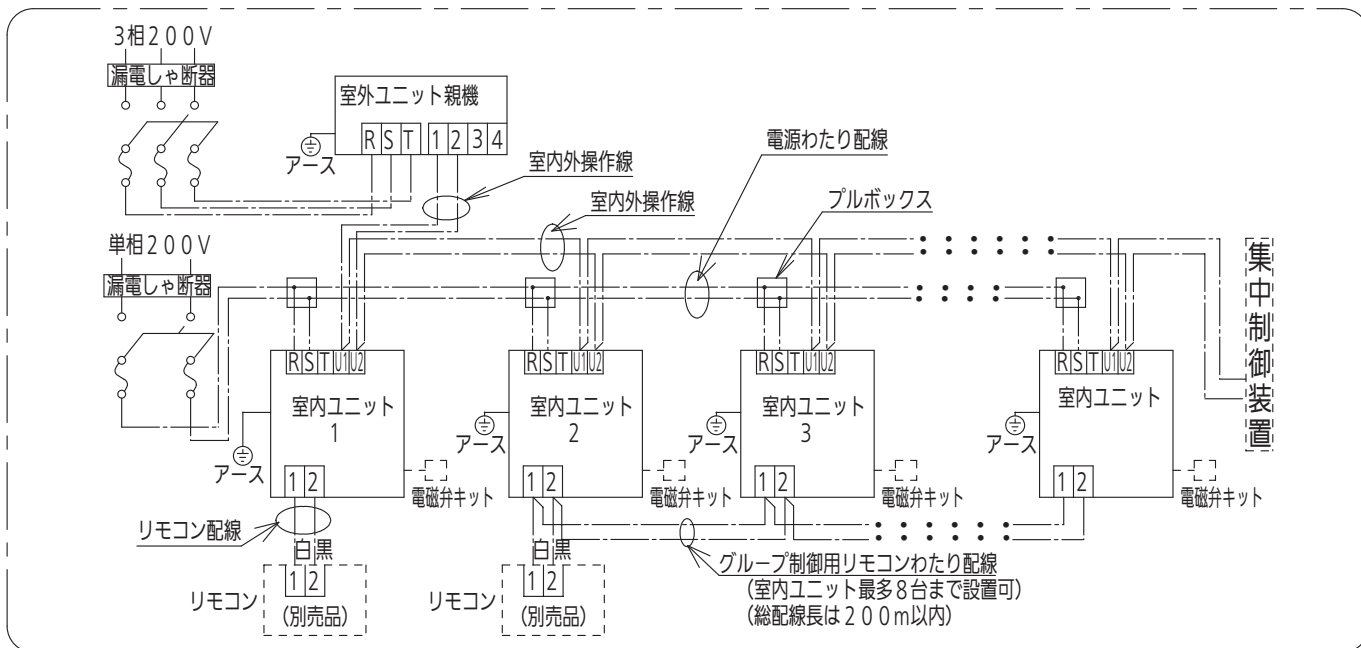 3相200V
漏電しゃ断器
室外ユニット親機
R S T 1 2 3 4
アース
電源わたり配線
室内外操作線
室内外操作線
プルボックス
単相200V
漏電しゃ断器
集中制御装置
R S T U1 U2
室内ユニット
1
アース
1 2
電磁弁キット
R S T U1 U2
室内ユニット
2
アース
1 2
電磁弁キット
R S T U1 U2
室内ユニット
3
アース
1 2
電磁弁キット
R S T U1 U2
室内ユニット
アース
1 2
電磁弁キット
リモコン配線
白 黒
1 2
リモコン
(別売品)
白 黒
1 2
リモコン
(別売品)
グループ制御用リモコンわたり配線
(室内ユニット最多8台まで設置可)
(総配線長は200m以内)